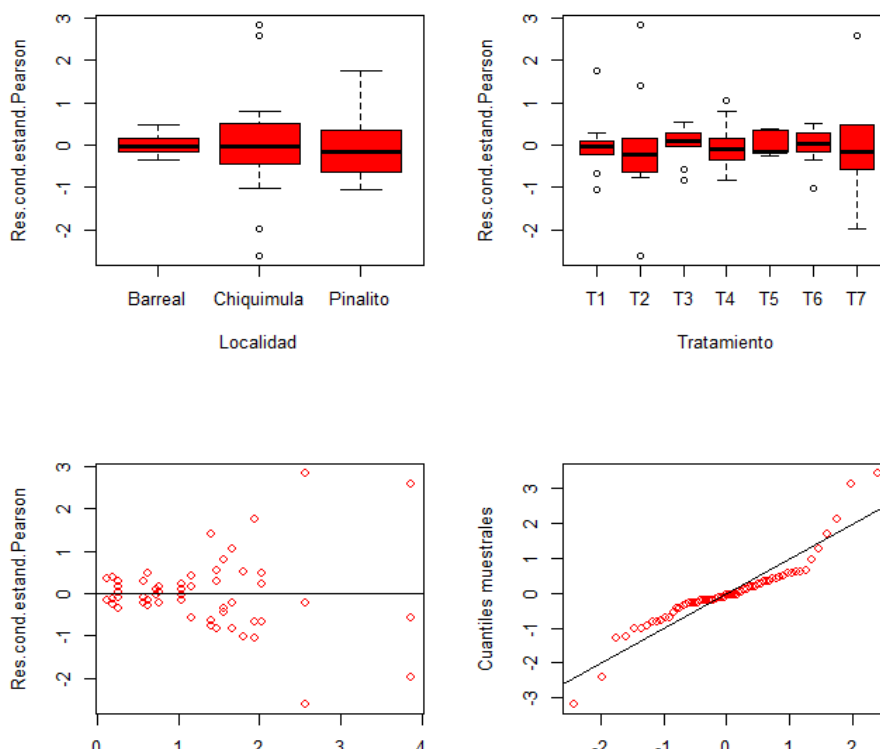 Res.cond.estand.Pearson
3
2
1
0
-1
-2
Barreal Chiquimula Pinalito
Localidad
Res.cond.estand.Pearson
3
2
1
0
-1
-2
T1 T2 T3 T4 T5 T6 T7
Tratamiento
Res.cond.estand.Pearson
3
2
1
0
-1
-2
0 1 2 3 4
Cuantiles muestrales
3
2
1
0
-1
-2
-3
-2 -1 0 1 2